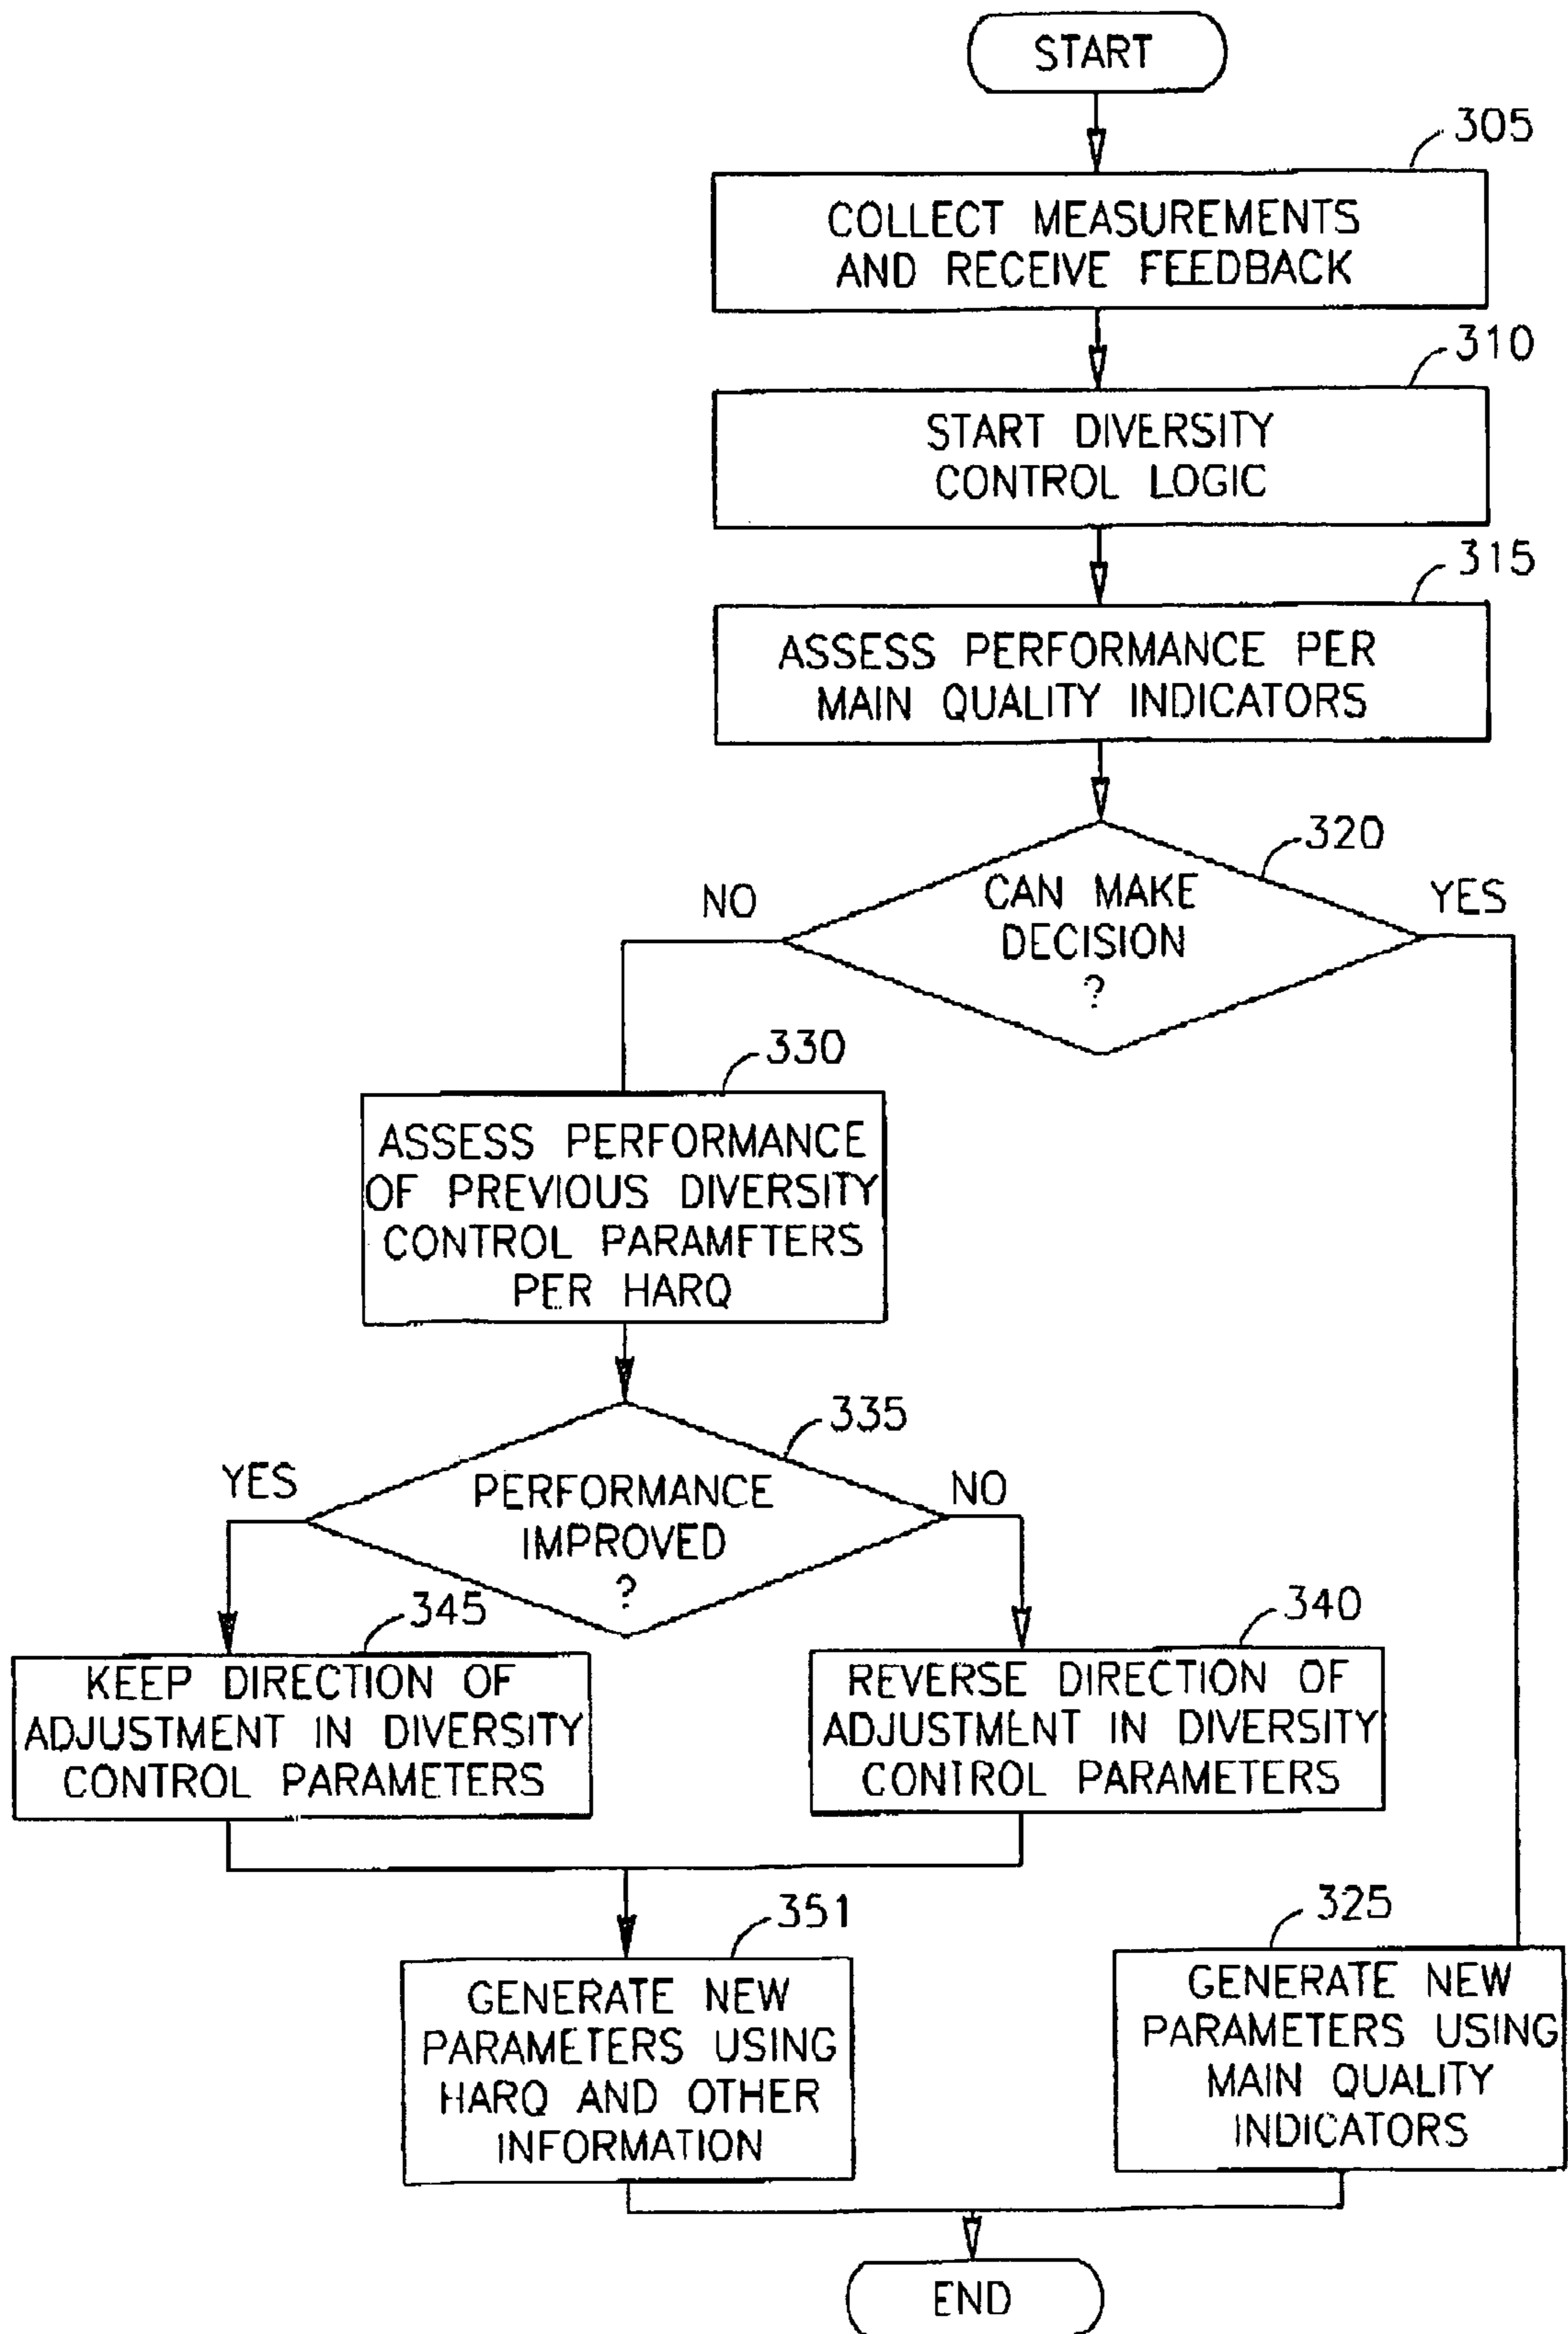 START
305
COLLECT MEASUREMENTS
AND RECEIVE FEEDBACK
310
START DIVERSITY
CONTROL LOGIC
315
ASSESS PERFORMANCE PER
MAIN QUALITY INDICATORS
320
CAN MAKE
DECISION
?
NO
YES
330
ASSESS PERFORMANCE
OF PREVIOUS DIVERSITY
CONTROL PARAMETERS
PER HARQ
335
PERFORMANCE
IMPROVED
?
YES
NO
345
KEEP DIRECTION OF
ADJUSTMENT IN DIVERSITY
CONTROL PARAMETERS
340
REVERSE DIRECTION OF
ADJUSTMENT IN DIVERSITY
CONTROL PARAMETERS
351
GENERATE NEW
PARAMETERS USING
HARQ AND OTHER
INFORMATION
325
GENERATE NEW
PARAMETERS USING
MAIN QUALITY
INDICATORS
END